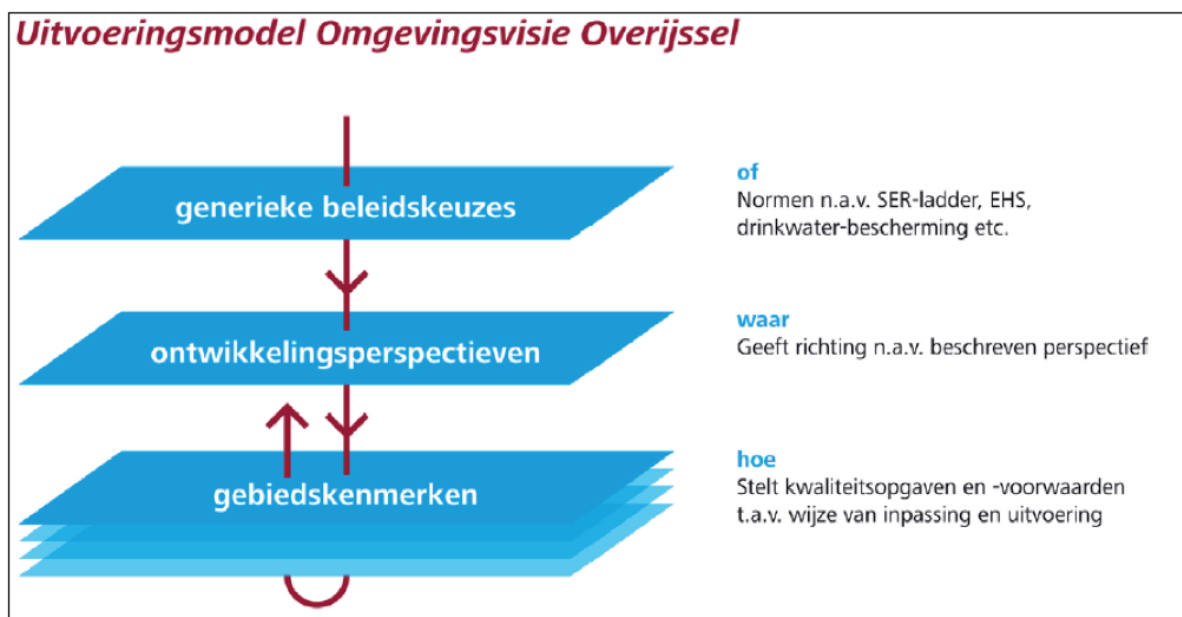 Uitvoeringsmodel Omgevingsvisie Overijssel
generieke beleidskeuzes
of
Normen n.a.v. SER-ladder, EHS,
drinkwater-bescherming etc.
ontwikkelingsperspectieven
waar
Geeft richting n.a.v. beschreven perspectief
gebiedskenmerken
hoe
Stelt kwaliteitsopgaven en -voorwaarden
t.a.v. wijze van inpassing en uitvoering